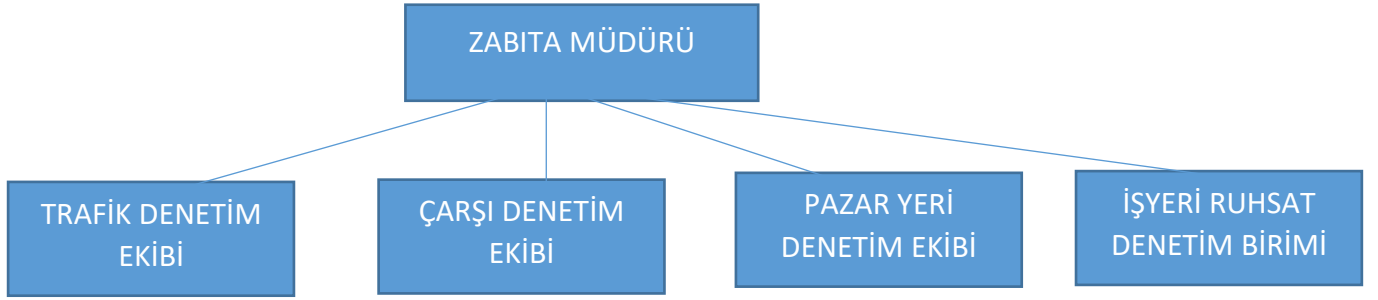 ZABITA MÜDÜRÜ
TRAFİK DENETİM
EKİBİ
ÇARŞI DENETİM
EKİBİ
PAZAR YERİ
DENETİM EKİBİ
İŞYERİ RUHSAT
DENETİM BİRİMİ